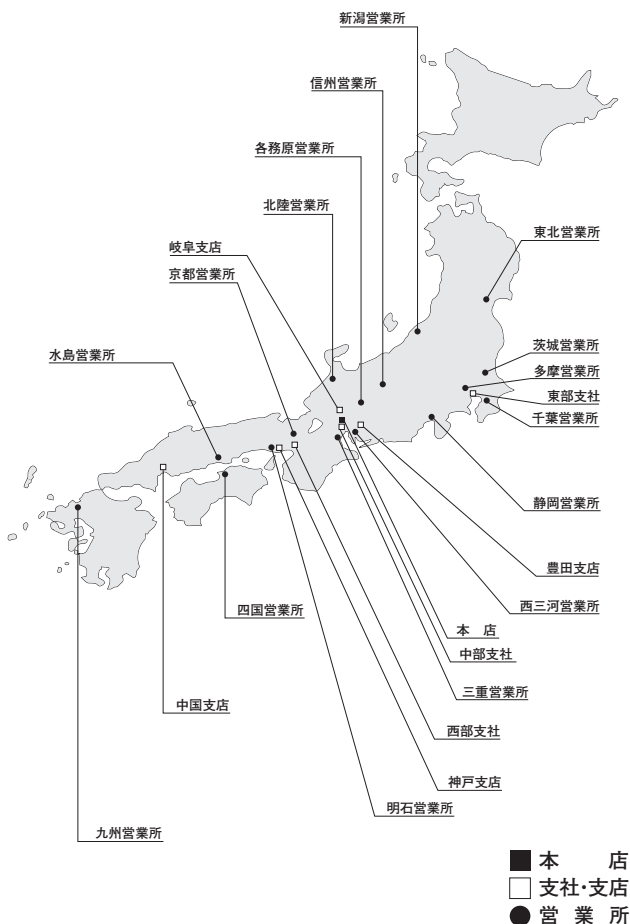 新潟営業所
信州営業所
各務原営業所
北陸営業所
東北営業所
岐阜支店
京都営業所
茨城営業所
水島営業所
多摩営業所
東部支社
千葉営業所
静岡営業所
豊田支店
西三河営業所
四国営業所
本　店
中部支社
三重営業所
中国支店
西部支社
神戸支店
明石営業所
九州営業所
本　店
支社・支店
営業所